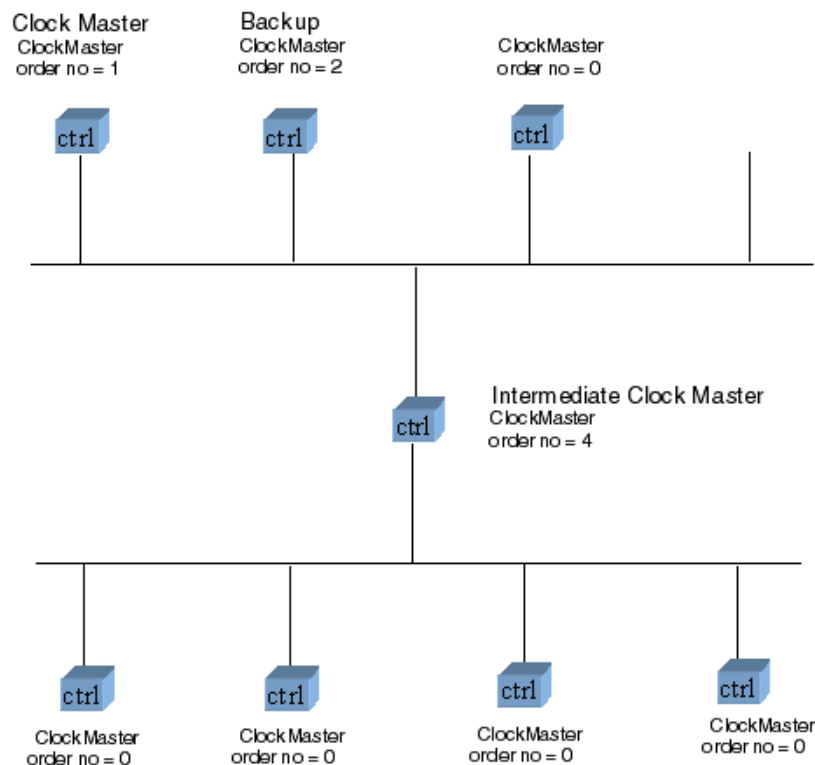 Clock Master
ClockMaster
order no = 1
Backup
ClockMaster
order no = 2
ClockMaster
order no = 0
ctrl
ctrl
ctrl
ctrl
Intermediate Clock Master
ClockMaster
order no = 4
ctrl
ctrl
ctrl
ctrl
ClockMaster
order no = 0
ClockMaster
order no = 0
ClockMaster
order no = 0
ClockMaster
order no = 0